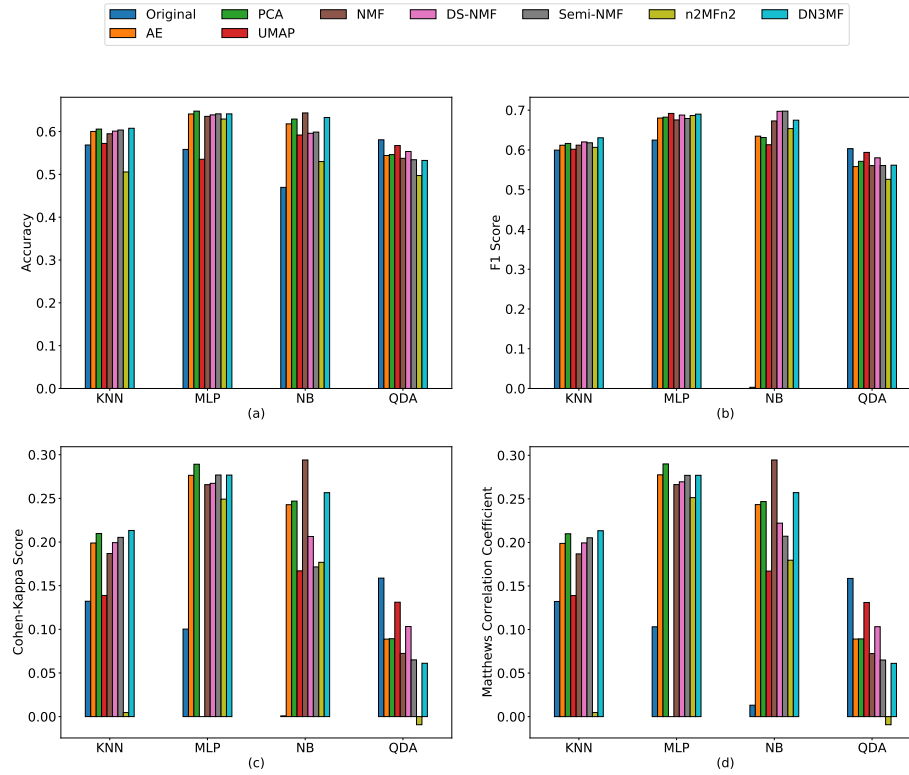 Original PCA NMF DS-NMF Semi-NMF n2MFn2 DN3MF
AE UMAP
Accuracy
0.6
0.5
0.4
0.3
0.2
0.1
0.0
KNN MLP NB QDA
(a)
F1 Score
0.7
0.6
0.5
0.4
0.3
0.2
0.1
0.0
KNN MLP NB QDA
(b)
Cohen-Kappa Score
0.30
0.25
0.20
0.15
0.10
0.05
0.00
KNN MLP NB QDA
(c)
Matthews Correlation Coefficient
0.30
0.25
0.20
0.15
0.10
0.05
0.00
KNN MLP NB QDA
(d)